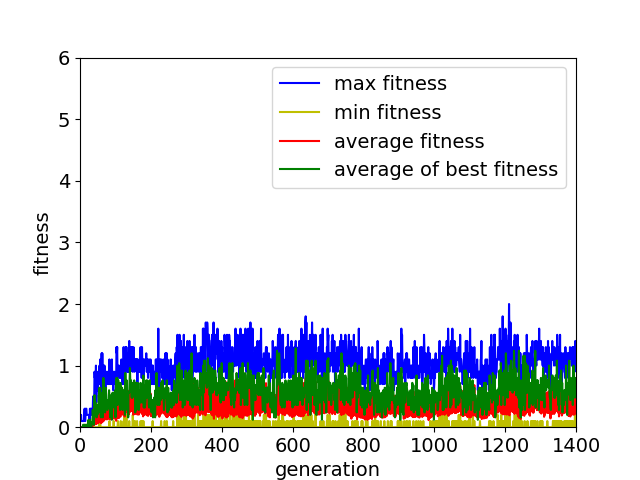 6
5
4
3
2
1
0
fitness
max fitness
min fitness
average fitness
average of best fitness
0 200 400 600 800 1000 1200 1400
generation